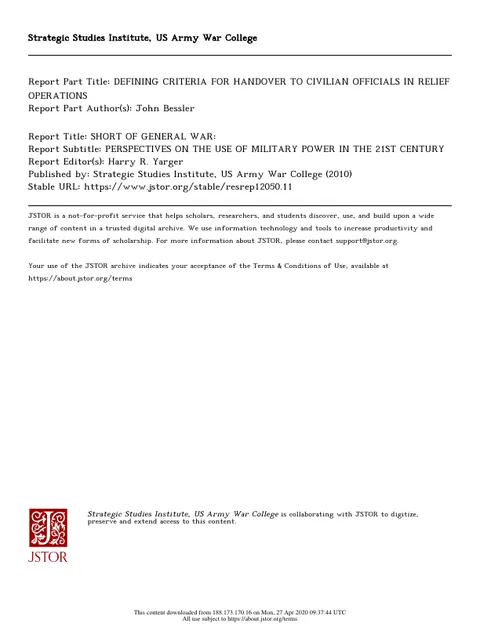 Strategic Studies Institute, US Army War College
Report Part Title: DEFINING CRITERIA FOR HANDOVER TO CIVILIAN OFFICIALS IN RELIEF
OPERATIONS
Report Part Author(s): John Bessler
Report Title: SHORT OF GENERAL WAR:
Report Subtitle: PERSPECTIVES ON THE USE OF MILITARY POWER IN THE 21ST CENTURY
Report Editor(s): Harry R. Yarger
Published by: Strategic Studies Institute, US Army War College (2010)
Stable URL: https://www.jstor.org/stable/resrep12050.11
JSTOR is a not-for-profit service that helps scholars, researchers, and students discover, use, and build upon a wide
range of content in a trusted digital archive. We use information technology and tools to increase productivity and
facilitate new forms of scholarship. For more information about JSTOR, please contact support@jstor.org.
Your use of the JSTOR archive indicates your acceptance of the Terms & Conditions of Use, available at
https://about.jstor.org/terms
Strategic Studies Institute, US Army War College is collaborating with JSTOR to digitize,
preserve and extend access to this content.
JSTOR
This content downloaded from 188.173.170.16 on Mon, 27 Apr 2020 09:37:44 UTC
All use subject to https://about.jstor.org/terms